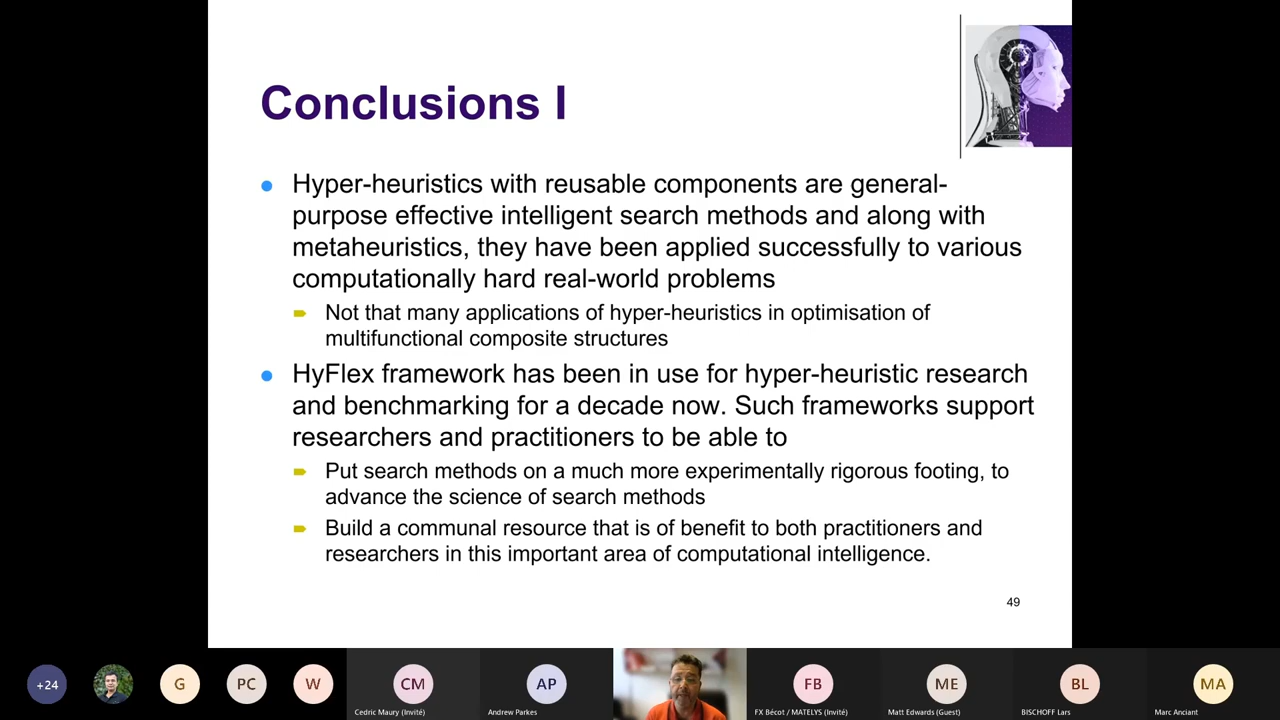 Conclusions I
Hyper-heuristics with reusable components are general-
purpose effective intelligent search methods and along with
metaheuristics, they have been applied successfully to various
computationally hard real-world problems
Not that many applications of hyper-heuristics in optimisation of
multifunctional composite structures
HyFlex framework has been in use for hyper-heuristic research
and benchmarking for a decade now. Such frameworks support
researchers and practitioners to be able to
Put search methods on a much more experimentally rigorous footing, to
advance the science of search methods
Build a communal resource that is of benefit to both practitioners and
researchers in this important area of computational intelligence.
49
+24
G
PC
W
CM
AP
FB
ME
BL
MA
Cedric Maury (Invité)
Andrew Parkes
FX Bécot / MATELYS (Invité)
Matt Edwards (Guest)
BISCHOFF Lars
Marc Anciant